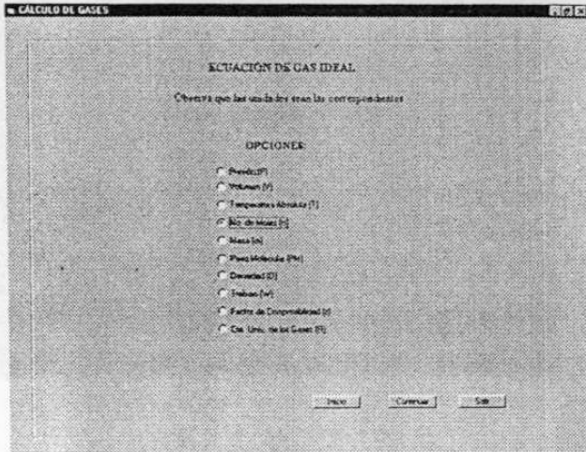 CÁLCULO DE GASES
ECUACIÓN DE GAS IDEAL
Observa que las unidades sean las correspondientes
OPCIONES
Presión (P)
Volumen (V)
Temperatura Absoluta (T)
No. de Moles (n)
Masa (m)
Peso Molecular (PM)
Densidad (D)
Trabajo (W)
Factor de Compresibilidad (z)
Cte. Univ. de los Gases (R)
Inicio
Continuar
Salir